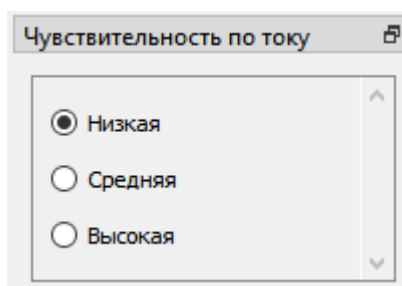 Чувствительность по току
Низкая
Средняя
Высокая